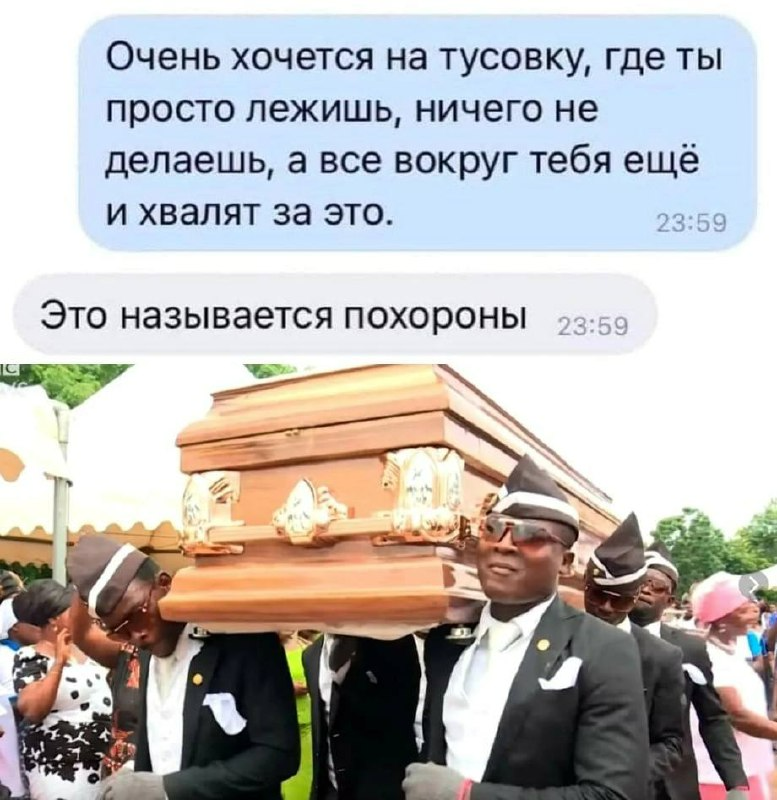 Очень хочется на тусовку, где ты
просто лежишь, ничего не
делаешь, а все вокруг тебя ещё
и хвалят за это.
23:59
Это называется похороны 23:59